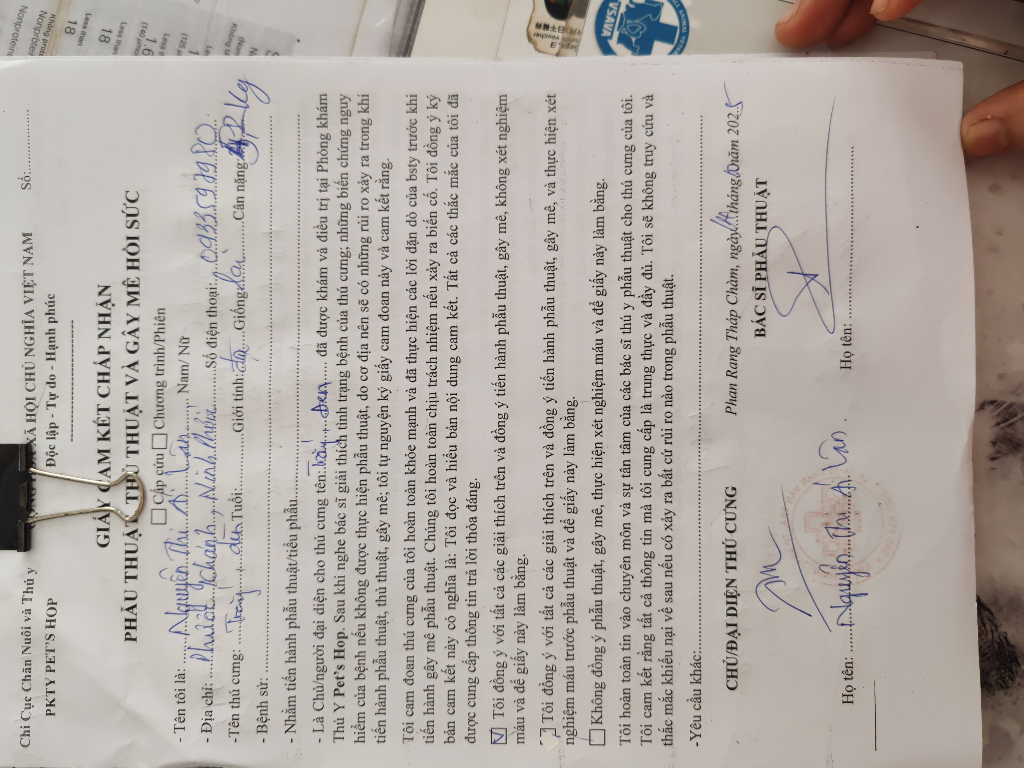 Chi Cục Chăn Nuôi và Thú y
XÃ HỘI CHỦ NGHĨA VIỆT NAM
Số:
PKTY PET'S HOP
Độc lập - Tự do - Hạnh phúc
GIẤY CAM KẾT CHẤP NHẬN
PHẪU THUẬT, THỦ THUẬT VÀ GÂY MÊ HỒI SỨC
Cấp cứu Chương trình/Phiên
- Tên tôi là: Nguyễn Thị Di Lân Nam/ Nữ
- Địa chỉ: Khánh, Ninh Số điện thoại:
-Tên thú cưng: Tuổi: Giới tính Giống Cân nặng Kg
- Bệnh sử:
- Nhằm tiến hành phẫu thuật/tiểu phẫu
- Là Chủ/người đại diện cho thú cưng tên: đã được khám và điều trị tại Phòng khám
Thú Y Pet's Hop. Sau khi nghe bác sĩ giải thích tình trạng bệnh của thú cưng; những biến chứng nguy
hiểm của bệnh nếu không được thực hiện phẫu thuật, do cơ địa nên sẽ có những rủi ro xảy ra trong khi
tiến hành phẫu thuật, thủ thuật, gây mê; tôi tự nguyện ký giấy cam đoan này và cam kết rằng.
Tôi cam đoan thú cưng của tôi hoàn toàn khỏe mạnh và đã thực hiện các lời dặn dò của bsty trước khi
tiến hành gây mê phẫu thuật. Chúng tôi hoàn toàn chịu trách nhiệm nếu xảy ra biến cố. Tôi đồng ý ký
bản cam kết này có nghĩa là: Tôi đọc và hiểu bản nội dung cam kết. Tất cả các thắc mắc của tôi đã
được cung cấp thông tin trả lời thỏa đáng.
Tôi đồng ý với tất cả các giải thích trên và đồng ý tiến hành phẫu thuật, gây mê, không xét nghiệm
máu và để giấy này làm bằng.
Tôi đồng ý với tất cả các giải thích trên và đồng ý tiến hành phẫu thuật, gây mê, và thực hiện xét
nghiệm máu trước phẫu thuật và để giấy này làm bằng.
Không đồng ý phẫu thuật, gây mê, thực hiện xét nghiệm máu và để giấy này làm bằng.
Tôi hoàn toàn tin vào chuyên môn và sự tận tâm của các bác sĩ thú y phẫu thuật cho thú cưng của tôi.
Tôi cam kết rằng tất cả thông tin mà tôi cung cấp là trung thực và đầy đủ. Tôi sẽ không truy cứu và
thắc mắc khiếu nại về sau nếu có xảy ra bất cứ rủi ro nào trong phẫu thuật.
-Yêu cầu khác:
Phan Rang Tháp Chàm, ngày tháng năm 2025
CHỦ/ĐẠI DIỆN THÚ CƯNG
BÁC SĨ PHẪU THUẬT
Họ tên: Nguyễn Thị Di Lân
Họ tên:
VSAVA